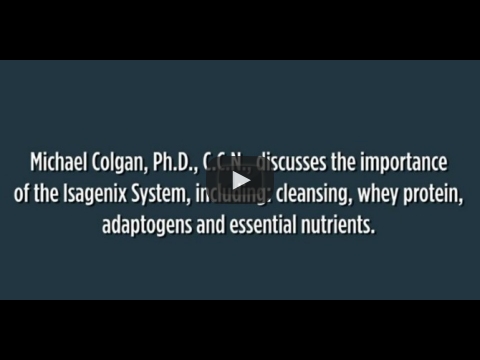 Michael Colgan, Ph.D., C.C.N., discusses the importance
of the Isagenix System, including: cleansing, whey protein,
adaptogens and essential nutrients.